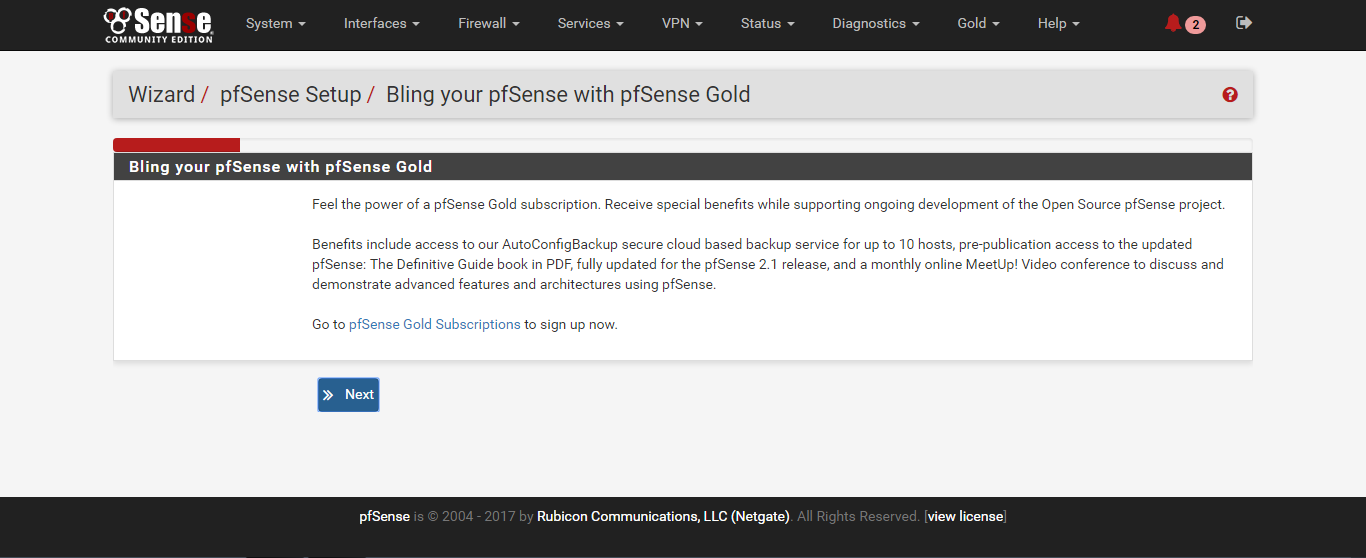 Sense
COMMUNITY EDITION
System Interfaces Firewall Services VPN Status Diagnostics Gold Help 2
Wizard / pfSense Setup / Bling your pfSense with pfSense Gold
Bling your pfSense with pfSense Gold
Feel the power of a pfSense Gold subscription. Receive special benefits while supporting ongoing development of the Open Source pfSense project.
Benefits include access to our AutoConfigBackup secure cloud based backup service for up to 10 hosts, pre-publication access to the updated
pfSense: The Definitive Guide book in PDF, fully updated for the pfSense 2.1 release, and a monthly online MeetUp! Video conference to discuss and
demonstrate advanced features and architectures using pfSense.
Go to pfSense Gold Subscriptions to sign up now.
Next
pfSense is © 2004 - 2017 by Rubicon Communications, LLC (Netgate). All Rights Reserved. [view license]